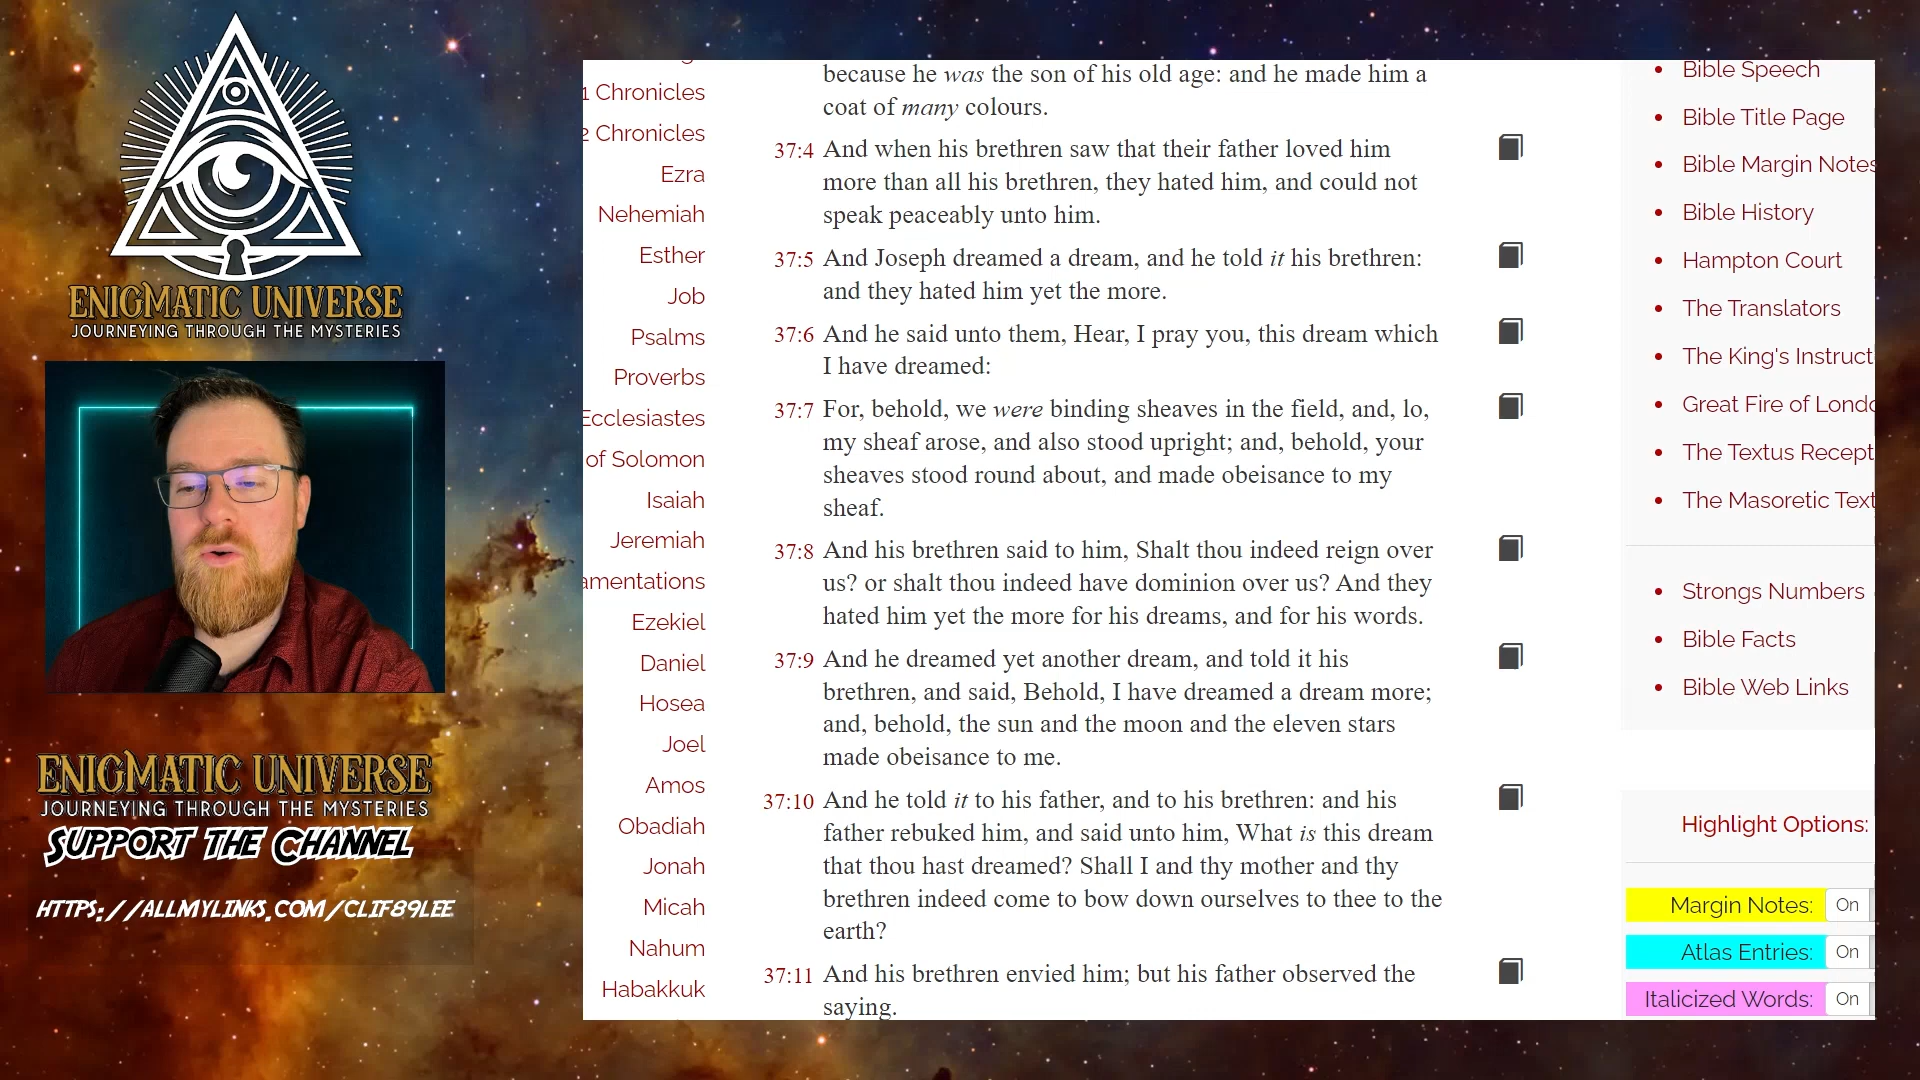 ENIGMATIC UNIVERSE
JOURNEYING THROUGH THE MYSTERIES
ENIGMATIC UNIVERSE
JOURNEYING THROUGH THE MYSTERIES
SUPPORT THE CHANNEL
HTTPS://ALLMYLINKS.COM/CLIF89LEE
1 Chronicles
2 Chronicles
Ezra
Nehemiah
Esther
Job
Psalms
Proverbs
Ecclesiastes
of Solomon
Isaiah
Jeremiah
amentations
Ezekiel
Daniel
Hosea
Joel
Amos
Obadiah
Jonah
Micah
Nahum
Habakkuk
because he was the son of his old age: and he made him a
coat of many colours.
37:4 And when his brethren saw that their father loved him
more than all his brethren, they hated him, and could not
speak peaceably unto him.
37:5 And Joseph dreamed a dream, and he told it his brethren:
and they hated him yet the more.
37:6 And he said unto them, Hear, I pray you, this dream which
I have dreamed:
37:7 For, behold, we were binding sheaves in the field, and, lo,
my sheaf arose, and also stood upright; and, behold, your
sheaves stood round about, and made obeisance to my
sheaf.
37:8 And his brethren said to him, Shalt thou indeed reign over
us? or shalt thou indeed have dominion over us? And they
hated him yet the more for his dreams, and for his words.
37:9 And he dreamed yet another dream, and told it his
brethren, and said, Behold, I have dreamed a dream more;
and, behold, the sun and the moon and the eleven stars
made obeisance to me.
37:10 And he told it to his father, and to his brethren: and his
father rebuked him, and said unto him, What is this dream
that thou hast dreamed? Shall I and thy mother and thy
brethren indeed come to bow down ourselves to thee to the
earth?
37:11 And his brethren envied him; but his father observed the
saying.
Bible Speech
Bible Title Page
Bible Margin Notes
Bible History
Hampton Court
The Translators
The King's Instruct
Great Fire of Londo
The Textus Recept
The Masoretic Text
Strongs Numbers
Bible Facts
Bible Web Links
Highlight Options:
Margin Notes: On
Atlas Entries: On
Italicized Words: On